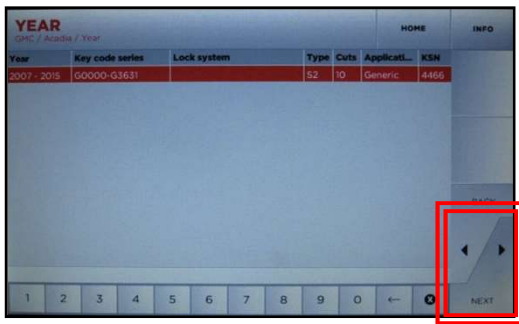 YEAR
HOME
INFO
GMC / Acadia / Year
Year Key code series Lock system Type Cuts Applicati... KSN
2007 - 2015 G0000-G3631 S2 10 Generic 4466
BACK
1 2 3 4 5 6 7 8 9 0 ←
NEXT